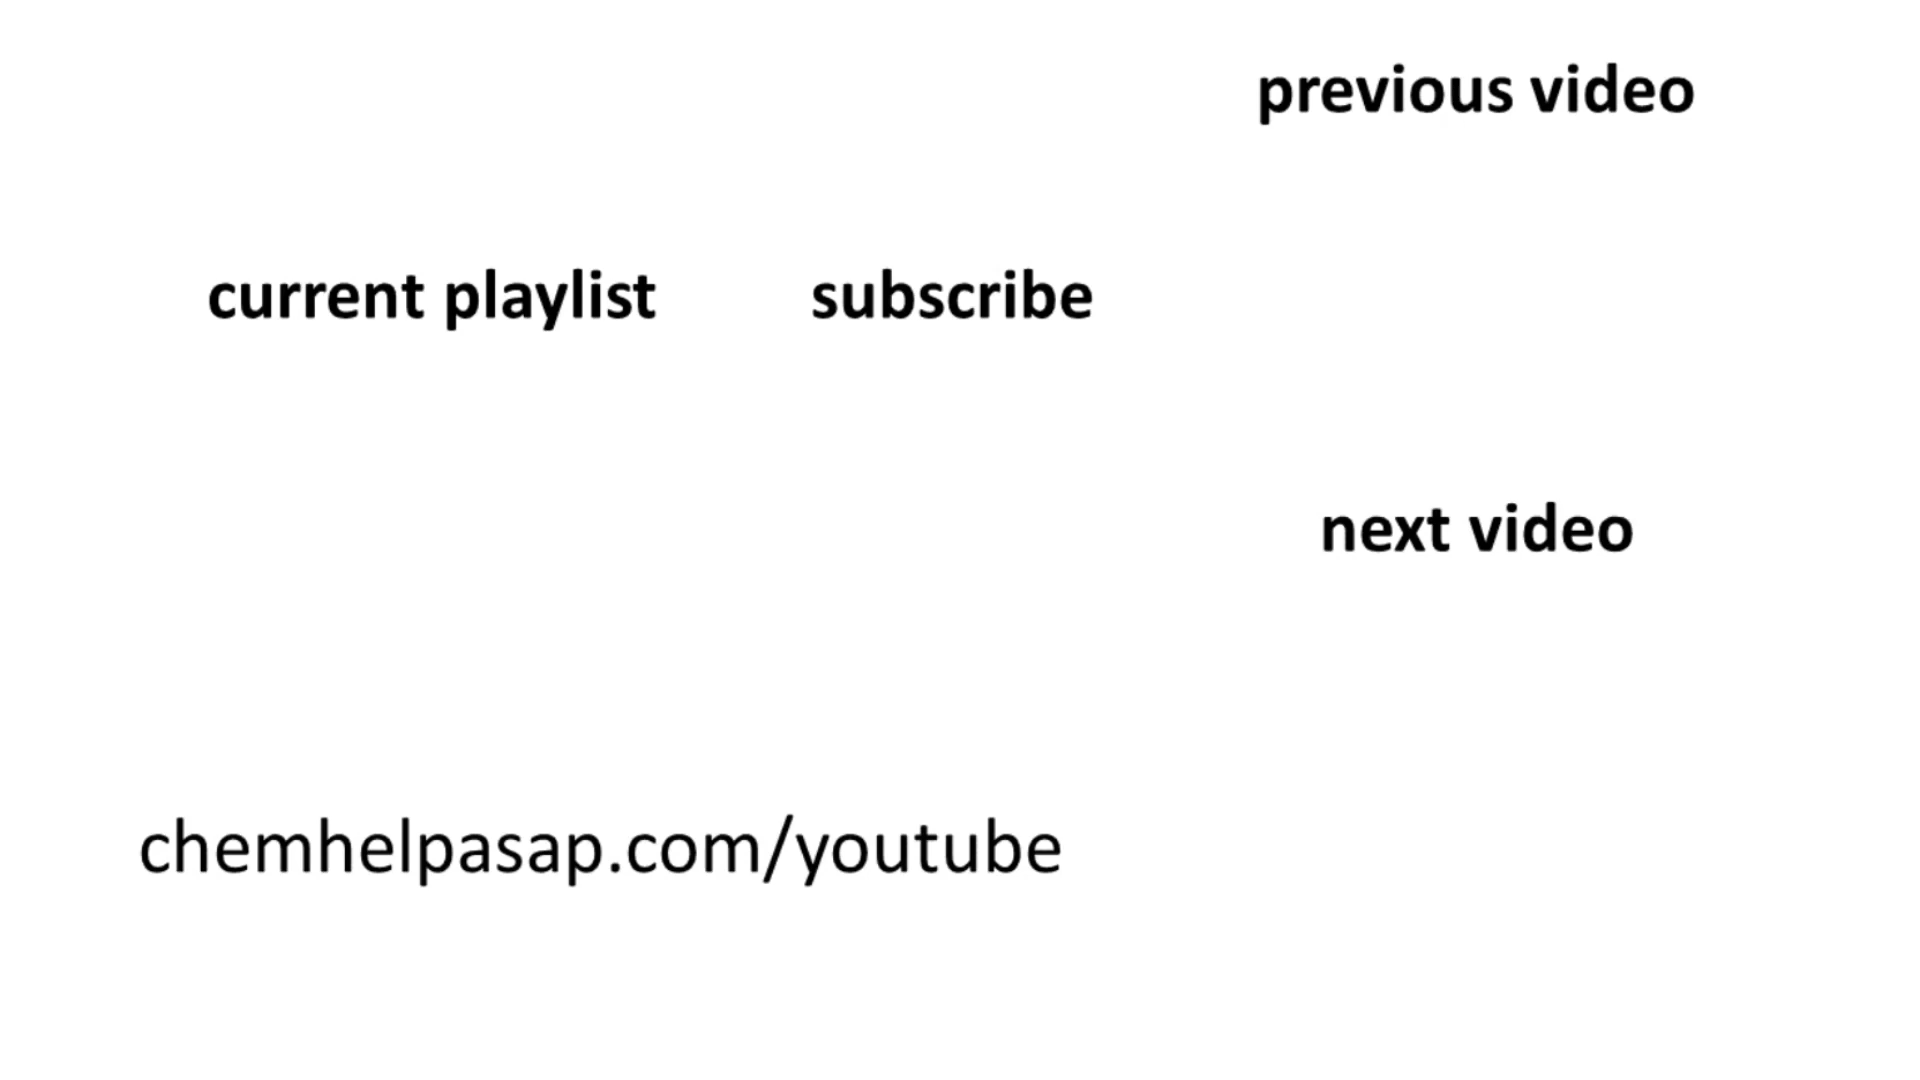 previous video
current playlist
subscribe
next video
chemhelpasap.com/youtube